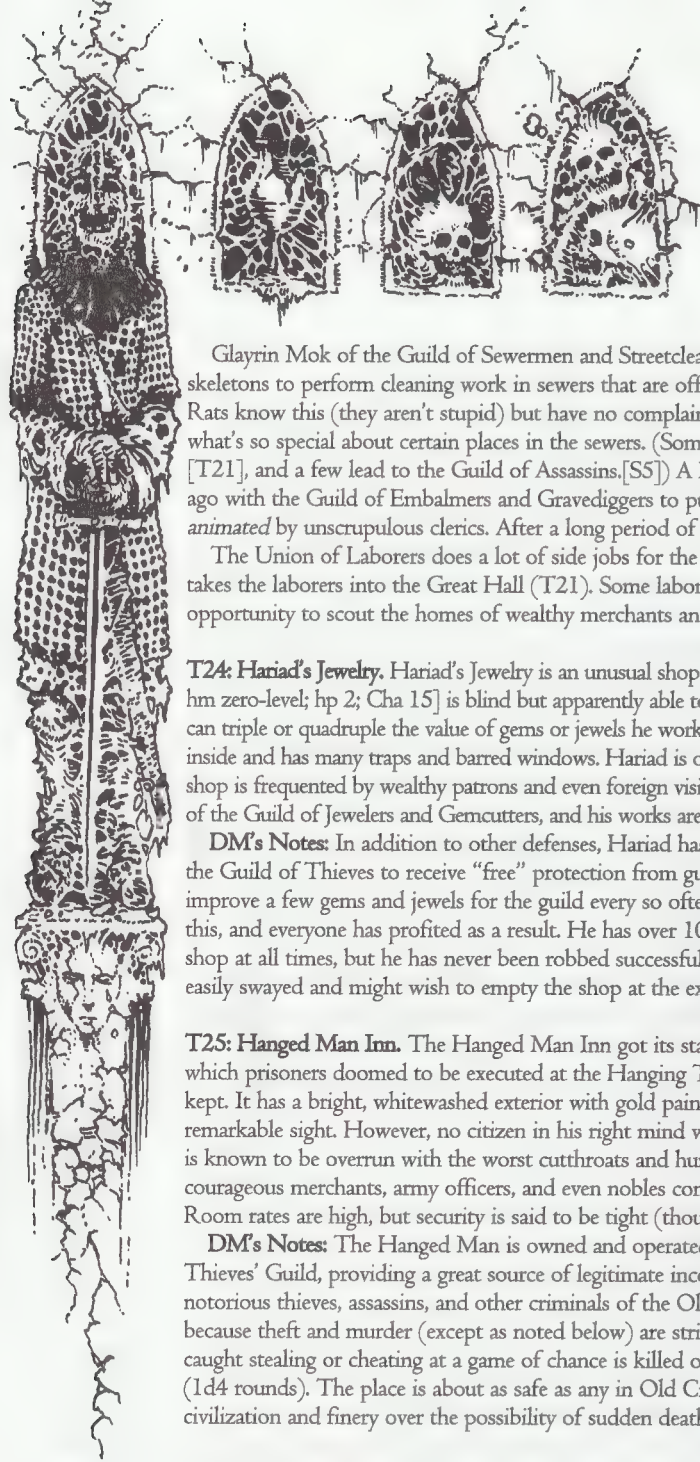 Glayrin Mok of the Guild of Sewermen and Streetclea
skeletons to perform cleaning work in sewers that are off
Rats know this (they aren't stupid) but have no complain
what's so special about certain places in the sewers. (Som
[T21], and a few lead to the Guild of Assassins.[S5]) A
ago with the Guild of Embalmers and Gravediggers to pu
animated by unscrupulous clerics. After a long period of
The Union of Laborers does a lot of side jobs for the
takes the laborers into the Great Hall (T21). Some labor
opportunity to scout the homes of wealthy merchants an
T24: Hariad's Jewelry. Hariad's Jewelry is an unusual shop
hm zero-level; hp 2; Cha 15] is blind but apparently able to
can triple or quadruple the value of gems or jewels he work
inside and has many traps and barred windows. Hariad is o
shop is frequented by wealthy patrons and even foreign visi
of the Guild of Jewelers and Gemcutters, and his works are
DM's Notes: In addition to other defenses, Hariad has
the Guild of Thieves to receive "free" protection from gu
improve a few gems and jewels for the guild every so ofte
this, and everyone has profited as a result. He has over 10
shop at all times, but he has never been robbed successful
easily swayed and might wish to empty the shop at the ex
T25: Hanged Man Inn. The Hanged Man Inn got its sta
which prisoners doomed to be executed at the Hanging T
kept. It has a bright, whitewashed exterior with gold pain
remarkable sight. However, no citizen in his right mind w
is known to be overrun with the worst cutthroats and hu
courageous merchants, army officers, and even nobles con
Room rates are high, but security is said to be tight (thou
DM's Notes: The Hanged Man is owned and operated
Thieves' Guild, providing a great source of legitimate inco
notorious thieves, assassins, and other criminals of the Ol
because theft and murder (except as noted below) are stri
caught stealing or cheating at a game of chance is killed o
(1d4 rounds). The place is about as safe as any in Old C
civilization and finery over the possibility of sudden death